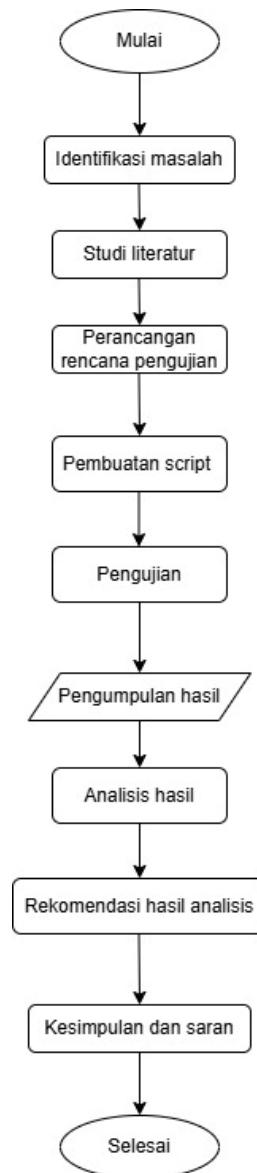 Mulai
Identifikasi masalah
Studi literatur
Perancangan
rencana pengujian
Pembuatan script
Pengujian
Pengumpulan hasil
Analisis hasil
Rekomendasi hasil analisis
Kesimpulan dan saran
Selesai